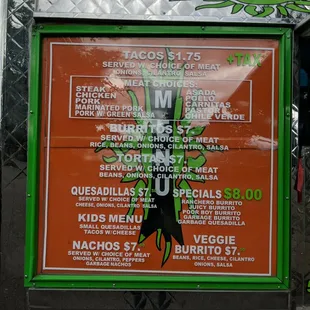 TACOS $1.75
+TAX
SERVED W/ CHOICE OF MEAT
ONIONS, CILANTRO, SALSA
MEAT CHOICES:
STEAK
CHICKEN
PORK
MARINATED PORK
PORK W/ GREEN SALSA
ASADA
POLLO
CARNITAS
PASTOR
CHILE VERDE
MENU
BURRITOS $7.
SERVED W/ CHOICE OF MEAT
RICE, BEANS, ONIONS, CILANTRO, SALSA
TORTAS $7.
SERVED W/ CHOICE OF MEAT
BEANS, ONIONS, CILANTRO, SALSA
QUESADILLAS $7.
SERVED W/ CHOICE OF MEAT
CHEESE, ONIONS, CILANTRO, SALSA
KIDS MENU
SMALL QUESADILLAS
TACOS W/CHEESE
NACHOS $7.
SERVED W/ CHOICE OF MEAT
ONIONS, CILANTRO, PEPPERS
GARBAGE NACHOS
SPECIALS $8.00
RANCHERO BURRITO
JUICY BURRITO
POOR BOY BURRITO
GARBAGE BURRITO
GARBAGE QUESADILLA
VEGGIE
BURRITO $7.
BEANS, RICE, CHEESE, CILANTRO
ONIONS, SALSA